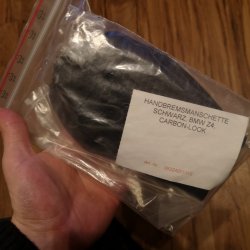 HANDBREMSMANSCHETTE
SCHWARZ, BMW Z4,
CARBON-LOOK